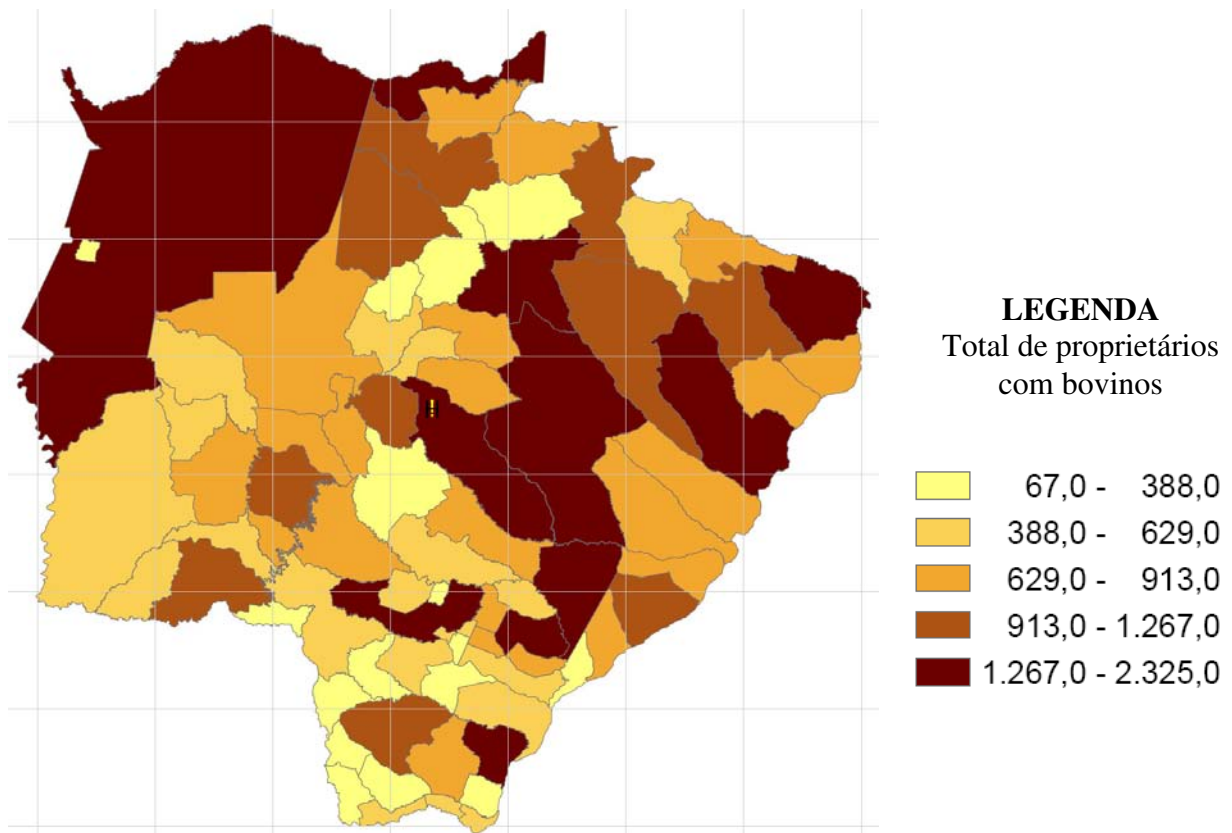 LEGENDA
Total de proprietários
com bovinos
67,0 - 388,0
388,0 - 629,0
629,0 - 913,0
913,0 - 1.267,0
1.267,0 - 2.325,0